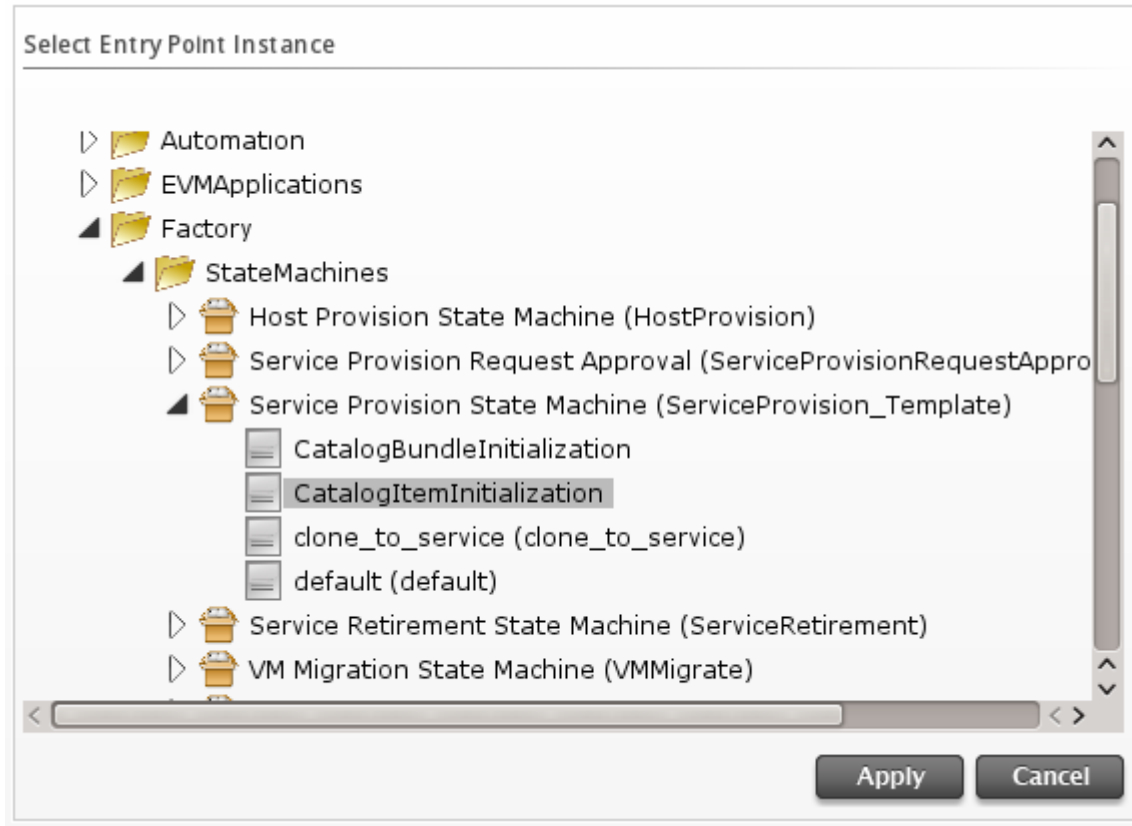 Select Entry Point Instance
Automation
EVMApplications
Factory
StateMachines
Host Provision State Machine (HostProvision)
Service Provision Request Approval (ServiceProvisionRequestAppro
Service Provision State Machine (ServiceProvision_Template)
CatalogBundleInitialization
CatalogItemInitialization
clone_to_service (clone_to_service)
default (default)
Service Retirement State Machine (ServiceRetirement)
VM Migration State Machine (VMMigrate)
Apply Cancel